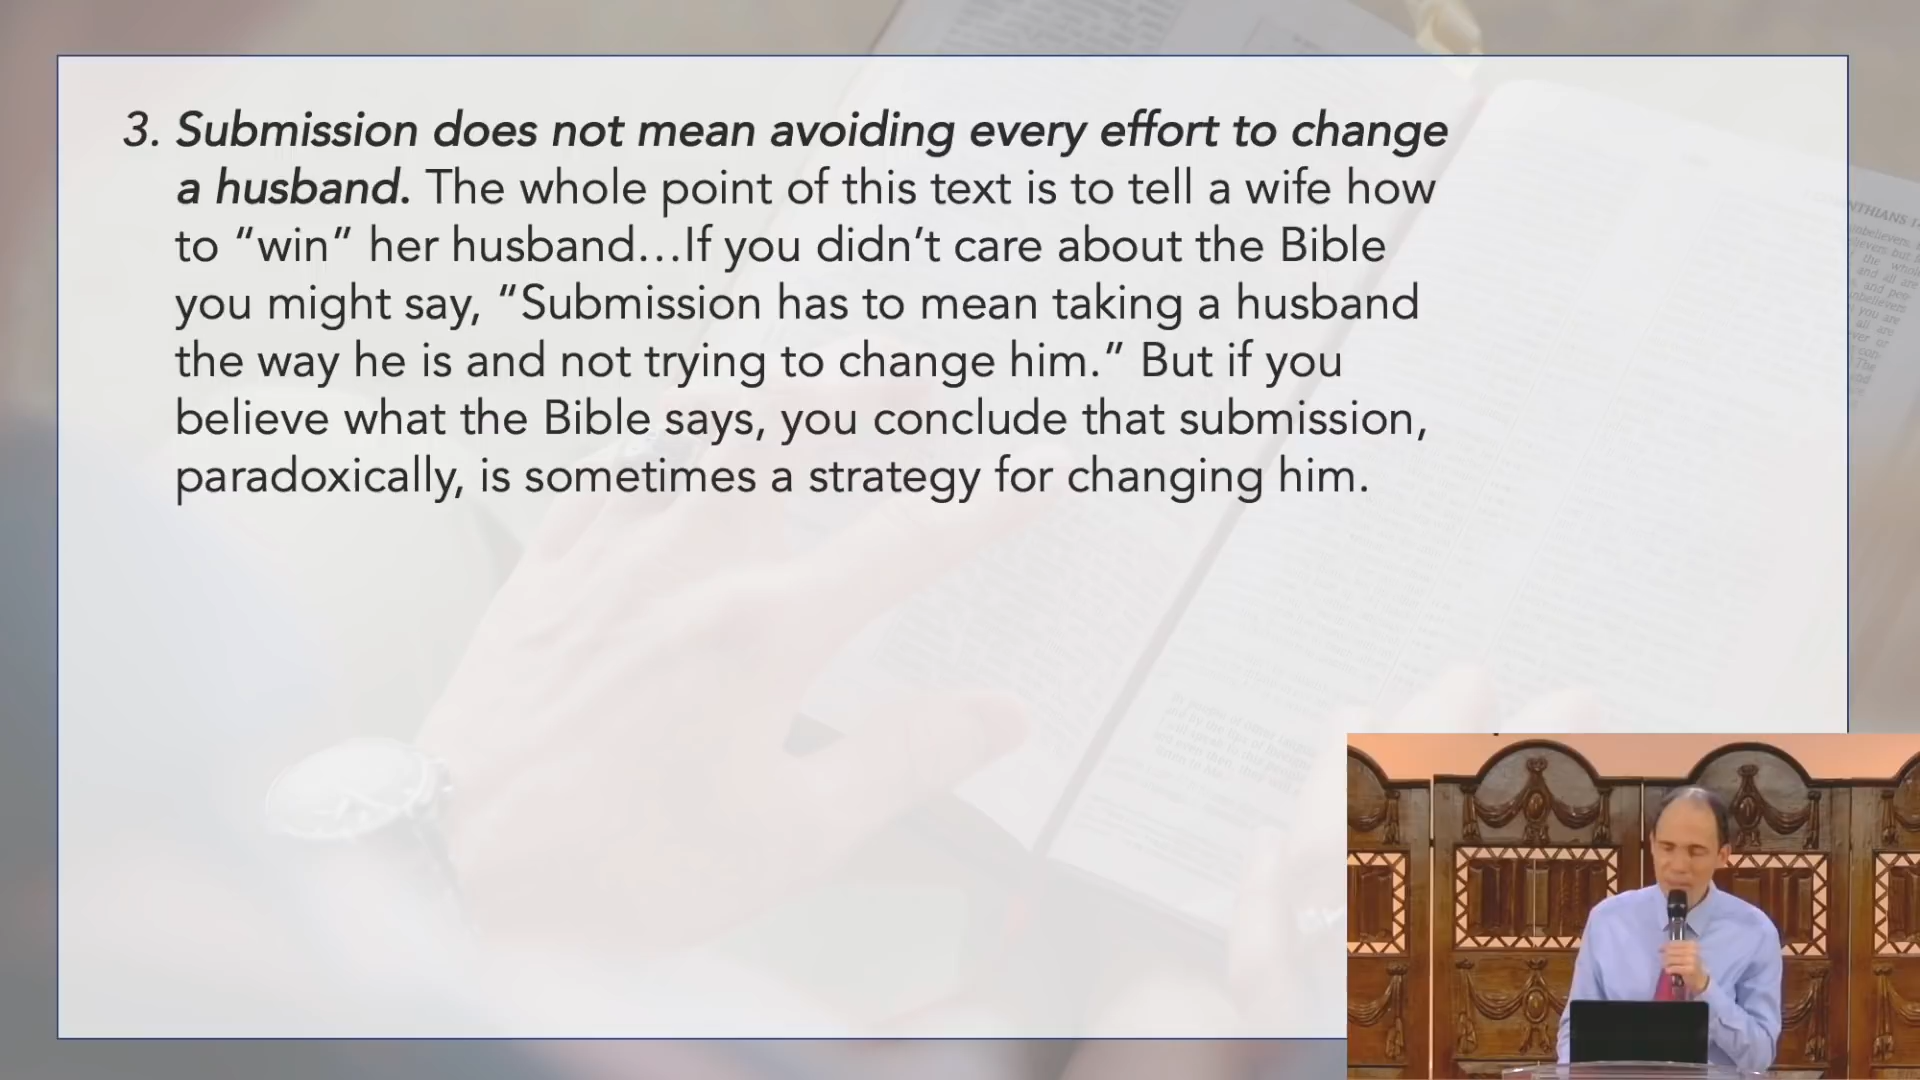 3. Submission does not mean avoiding every effort to change
a husband. The whole point of this text is to tell a wife how
to “win” her husband…If you didn’t care about the Bible
you might say, “Submission has to mean taking a husband
the way he is and not trying to change him.” But if you
believe what the Bible says, you conclude that submission,
paradoxically, is sometimes a strategy for changing him.